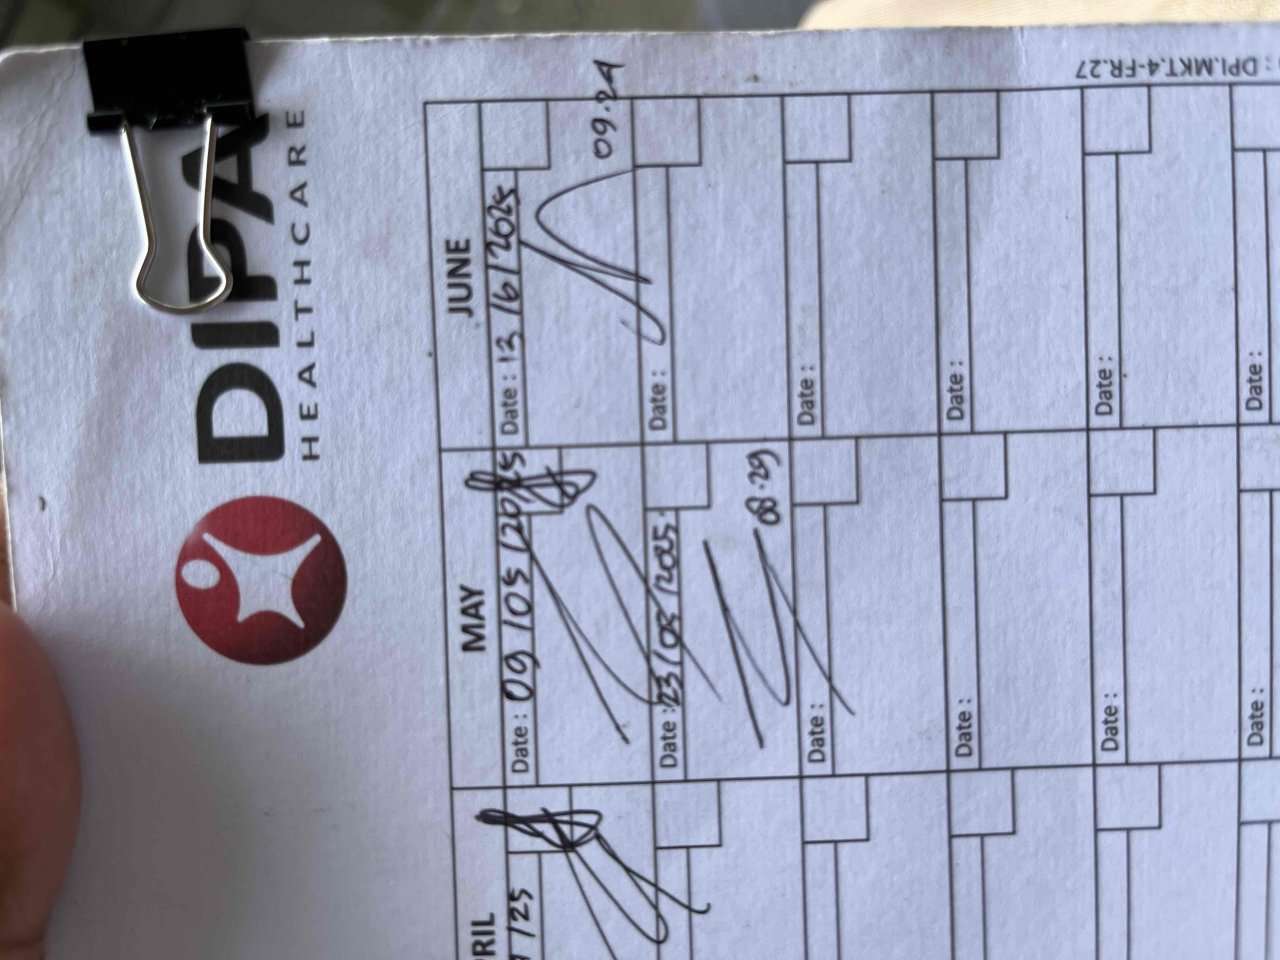 DIPA
HEALTHCARE
: DPI.MKT.4-FR.27
RIL
MAY
JUNE
/25
Date : 09/05/2025
Date : 13/6/2025
09.24
Date : 23/05/2025.
08.29
Date :
Date :
Date :
Date :
Date :
Date :
Date :
Date :
Date :